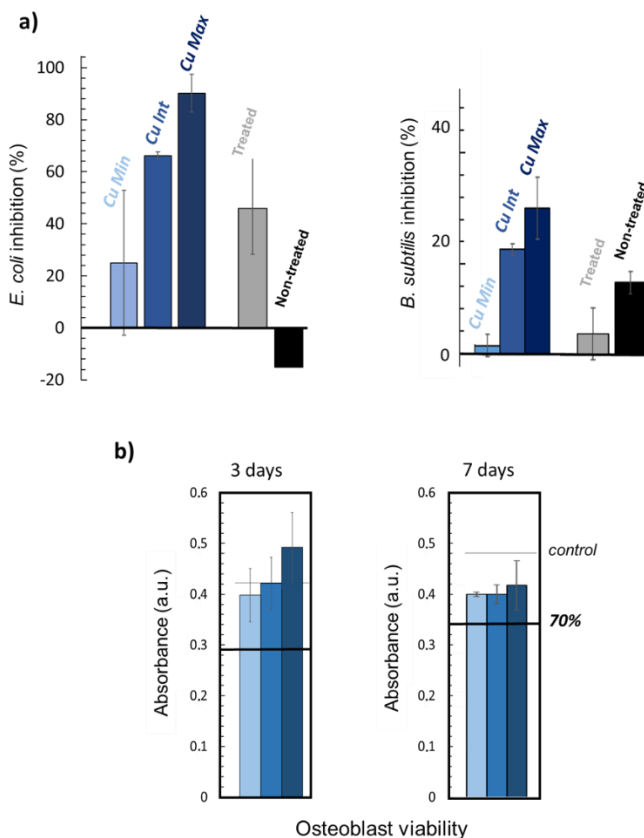 a)
E. coli inhibition (%)
100
80
60
40
20
0
-20
Cu Min
Cu Int
Cu Max
Treated
Non-treated
B. subtilis inhibition (%)
40
20
0
Cu Min
Cu Int
Cu Max
Treated
Non-treated
b)
3 days
Absorbance (a.u.)
0.6
0.5
0.4
0.3
0.2
0.1
0
7 days
Absorbance (a.u.)
0.6
0.5
0.4
0.3
0.2
0.1
0
control
70%
Osteoblast viability